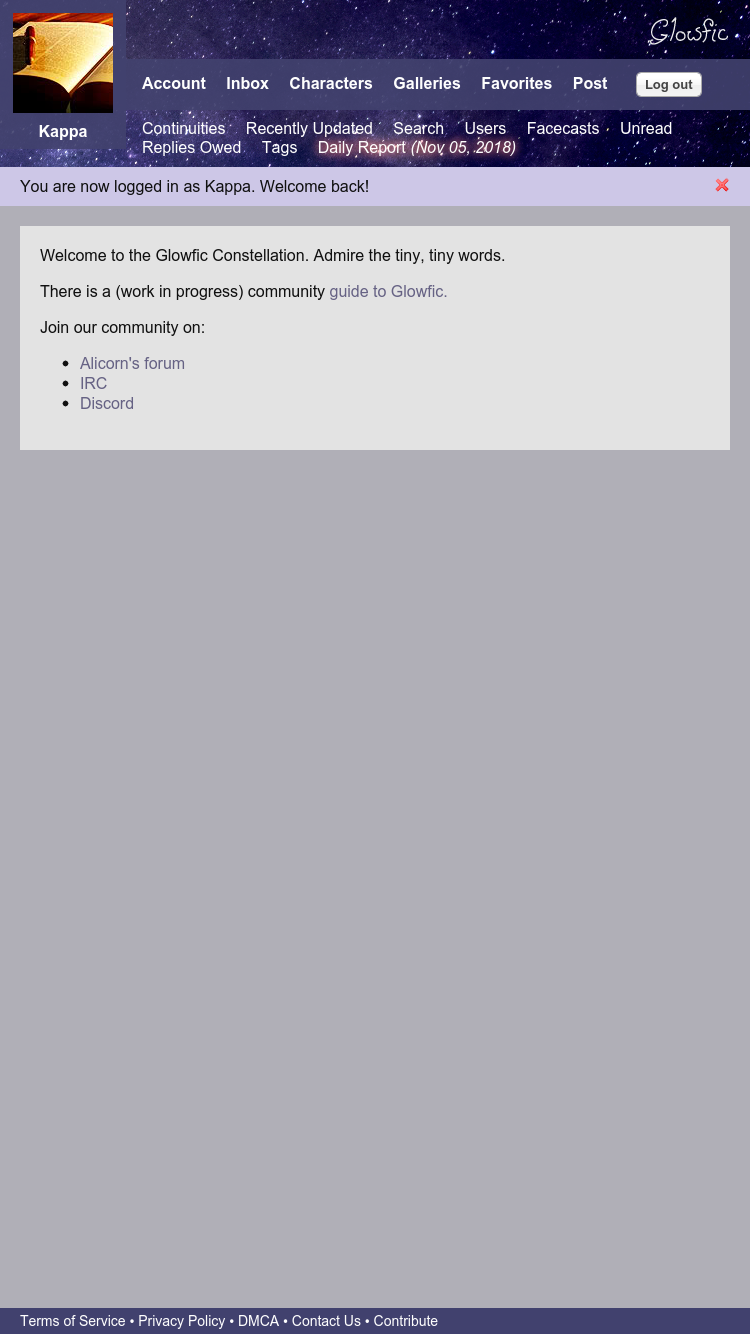 Glowfic
Account Inbox Characters Galleries Favorites Post Log out
Kappa
Continuities Recently Updated Search Users Facecasts Unread
Replies Owed Tags Daily Report (Nov 05, 2018)
You are now logged in as Kappa. Welcome back!
Welcome to the Glowfic Constellation. Admire the tiny, tiny words.
There is a (work in progress) community guide to Glowfic.
Join our community on:
• Alicorn's forum
• IRC
• Discord
Terms of Service • Privacy Policy • DMCA • Contact Us • Contribute